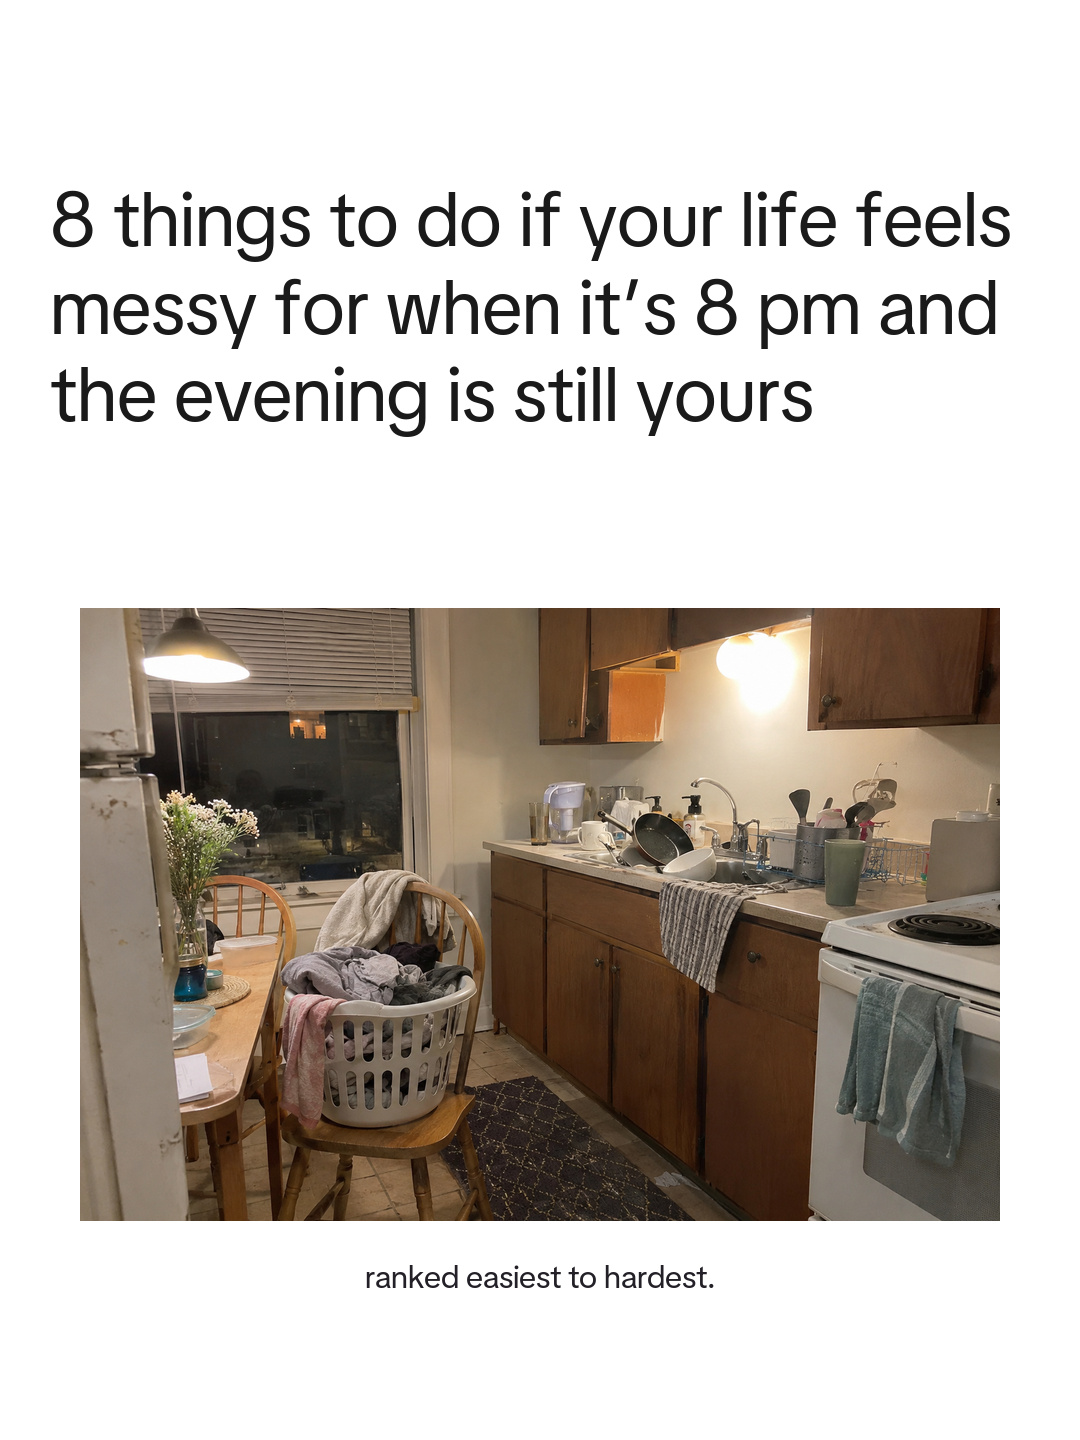 8 things to do if your life feels
messy for when it’s 8 pm and
the evening is still yours
ranked easiest to hardest.